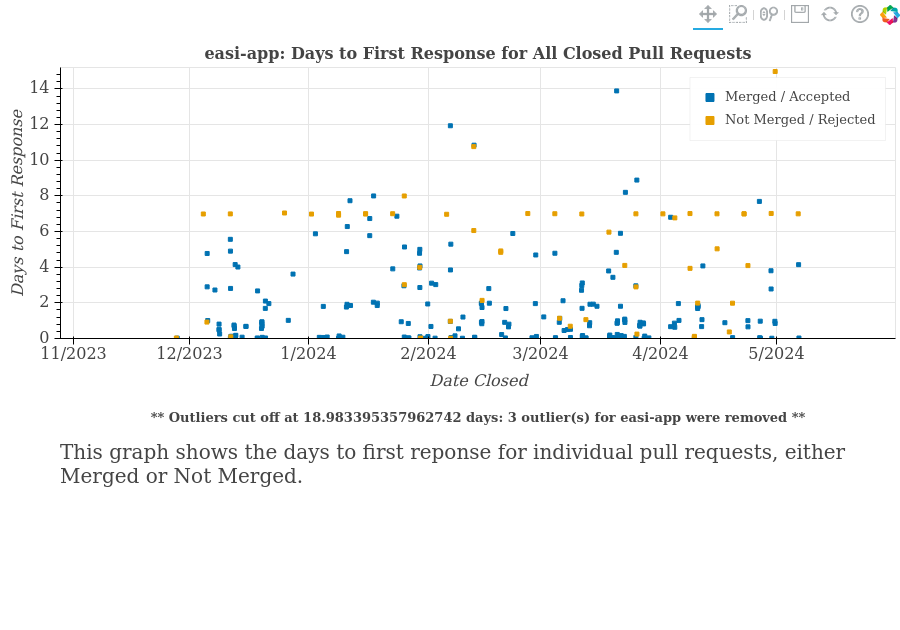 easi-app: Days to First Response for All Closed Pull Requests
Merged / Accepted
Not Merged / Rejected
Days to First Response
14
12
10
8
6
4
2
0
11/2023 12/2023 1/2024 2/2024 3/2024 4/2024 5/2024
Date Closed
** Outliers cut off at 18.983395357962742 days: 3 outlier(s) for easi-app were removed **
This graph shows the days to first reponse for individual pull requests, either
Merged or Not Merged.